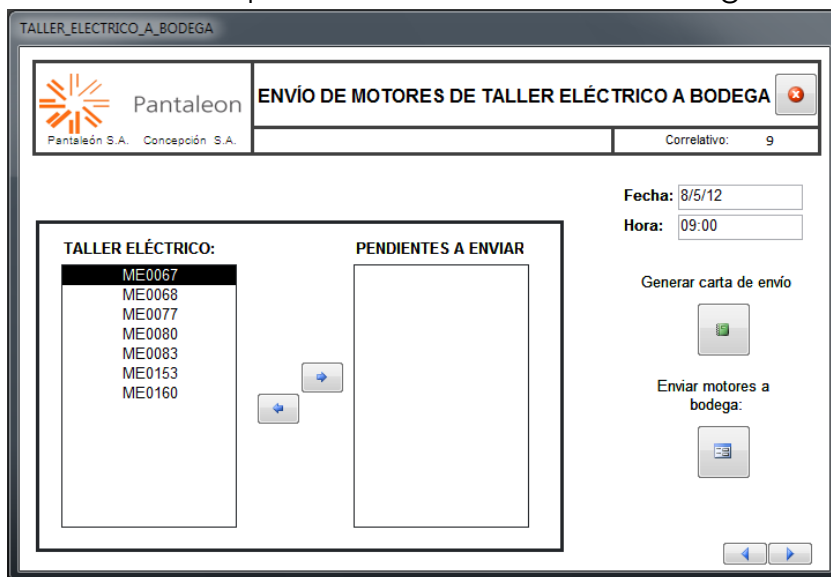 TALLER_ELECTRICO_A_BODEGA
Pantaleon
ENVÍO DE MOTORES DE TALLER ELÉCTRICO A BODEGA
Pantaleón S.A. Concepción S.A.
Correlativo: 9
Fecha: 8/5/12
Hora: 09:00
TALLER ELÉCTRICO:
PENDIENTES A ENVIAR
ME0067
ME0068
ME0077
ME0080
ME0083
ME0153
ME0160
Generar carta de envío
Enviar motores a
bodega: